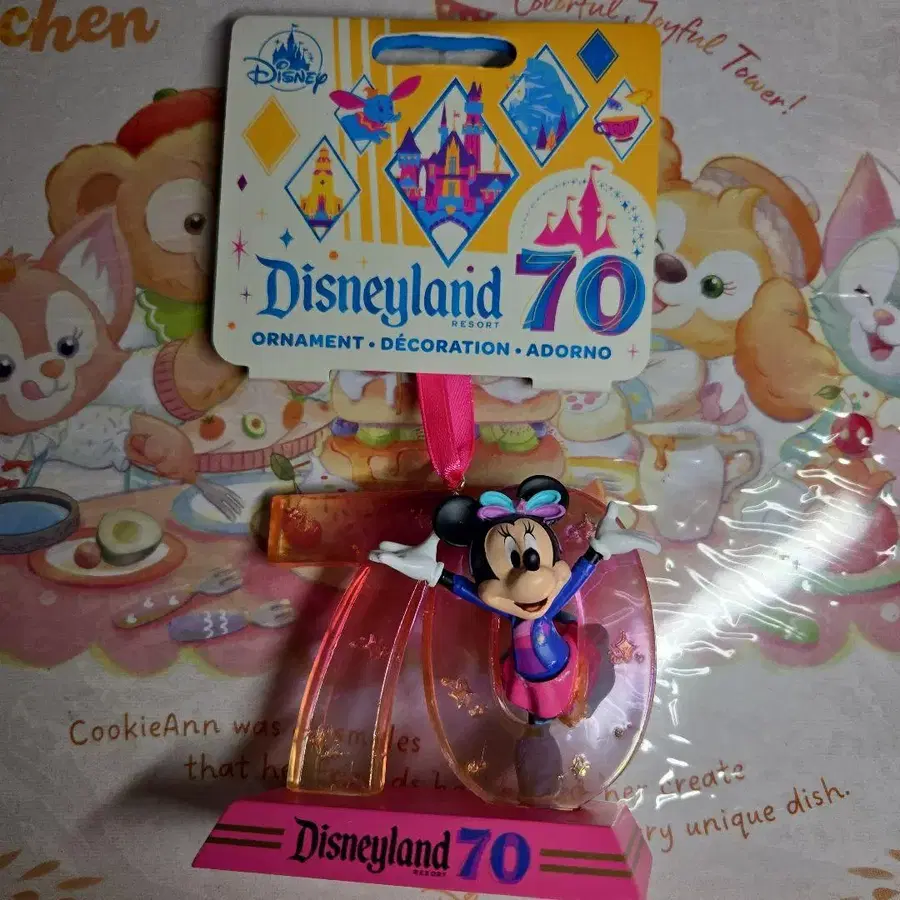 chen
Colorful, Joyful Tower!
Disney
Disneyland 70
RESORT
ORNAMENT • DÉCORATION • ADORNO
CookieAnn was
that
her create
unique dish.
Disneyland 70
RESORT